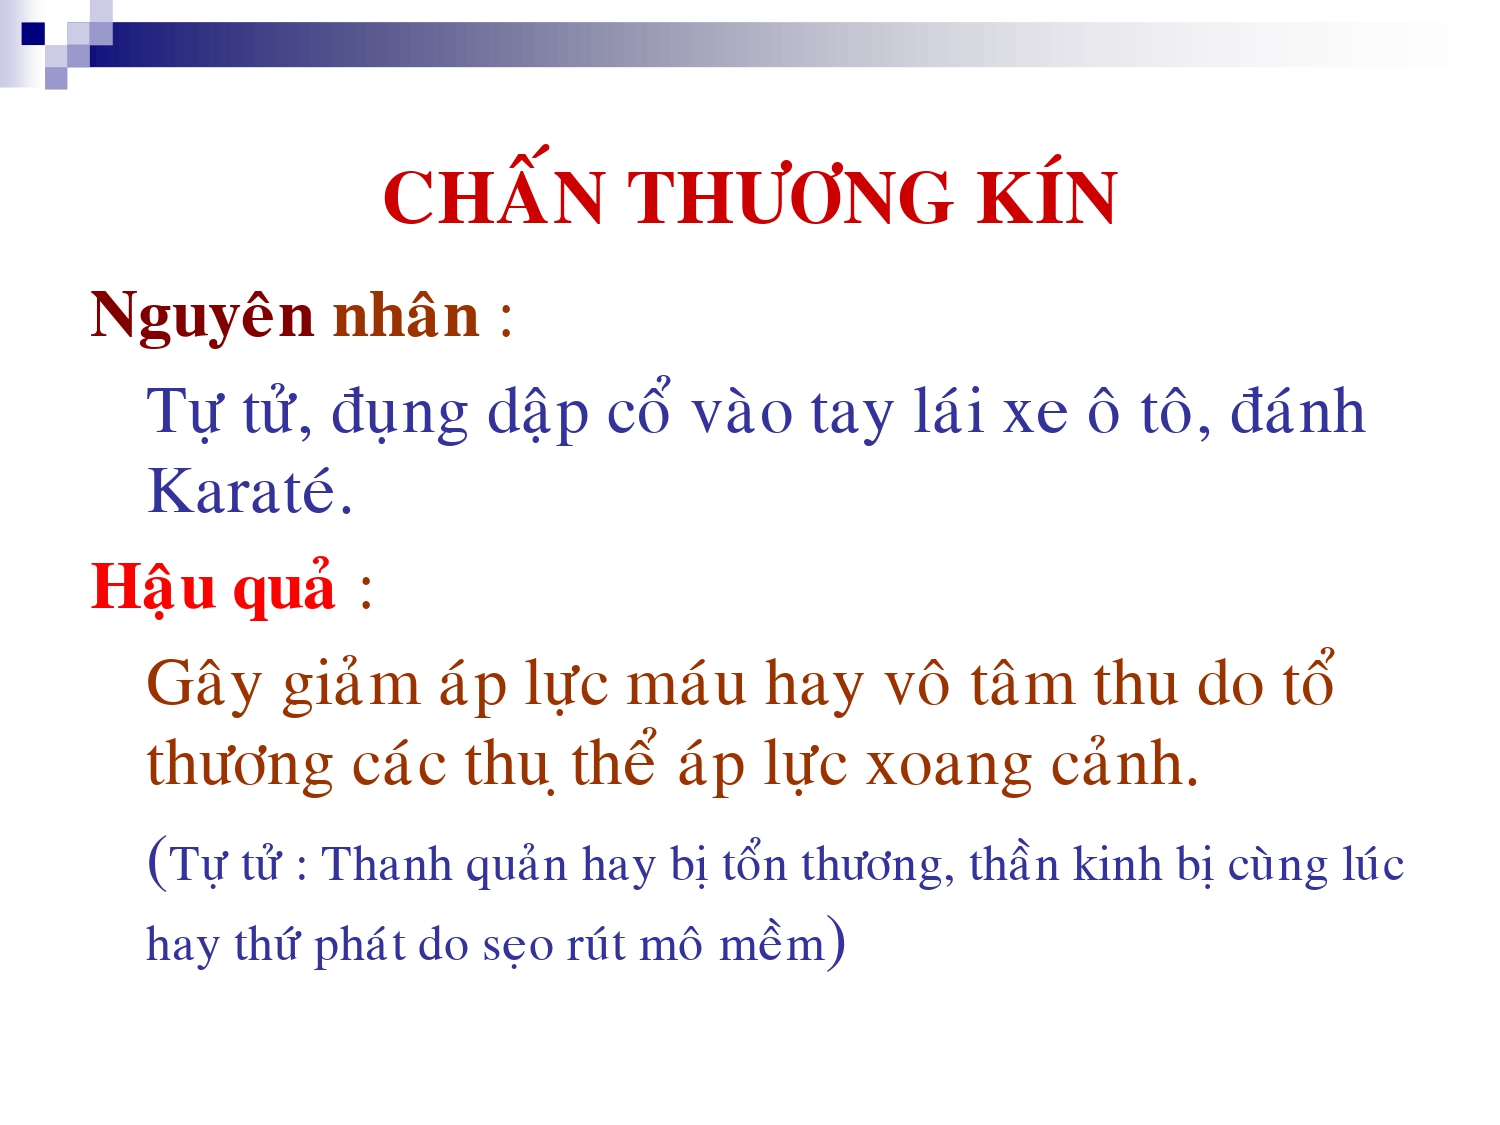 CHẤN THƯƠNG KÍN
Nguyên nhân :
Tự tử, đụng dập cổ vào tay lái xe ô tô, đánh
Karaté.
Hậu quả :
Gây giảm áp lực máu hay vô tâm thu do tổ
thương các thụ thể áp lực xoang cảnh.
(Tự tử : Thanh quản hay bị tổn thương, thần kinh bị cùng lúc
hay thứ phát do sẹo rút mô mềm)